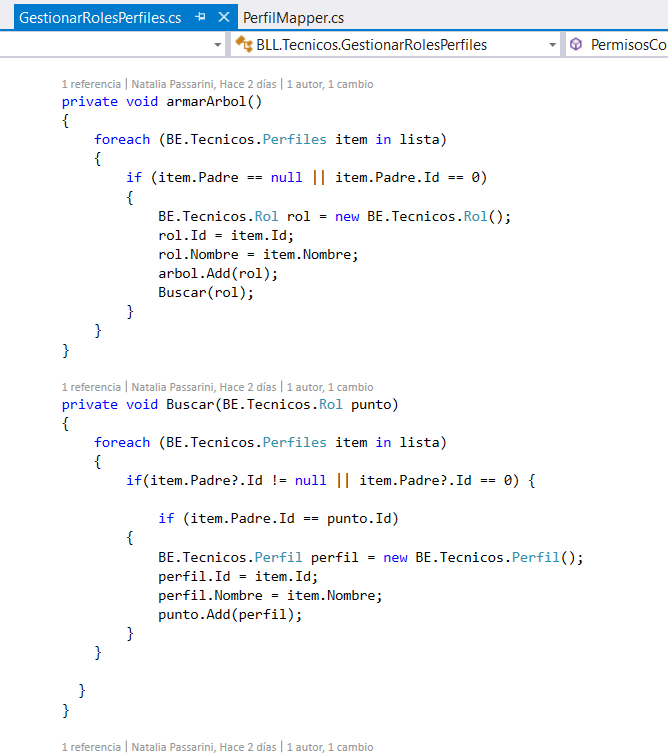 GestionarRolesPerfiles.cs PerfilMapper.cs
BLL.Tecnicos.GestionarRolesPerfiles PermisosCo
1 referencia | Natalia Passarini, Hace 2 días | 1 autor, 1 cambio
private void armarArbol()
{
foreach (BE.Tecnicos.Perfiles item in lista)
{
if (item.Padre == null || item.Padre.Id == 0)
{
BE.Tecnicos.Rol rol = new BE.Tecnicos.Rol();
rol.Id = item.Id;
rol.Nombre = item.Nombre;
arbol.Add(rol);
Buscar(rol);
}
}
}
1 referencia | Natalia Passarini, Hace 2 días | 1 autor, 1 cambio
private void Buscar(BE.Tecnicos.Rol punto)
{
foreach (BE.Tecnicos.Perfiles item in lista)
{
if(item.Padre?.Id != null || item.Padre?.Id == 0) {
if (item.Padre.Id == punto.Id)
{
BE.Tecnicos.Perfil perfil = new BE.Tecnicos.Perfil();
perfil.Id = item.Id;
perfil.Nombre = item.Nombre;
punto.Add(perfil);
}
}
}
}
1 referencia | Natalia Passarini, Hace 2 días | 1 autor, 1 cambio